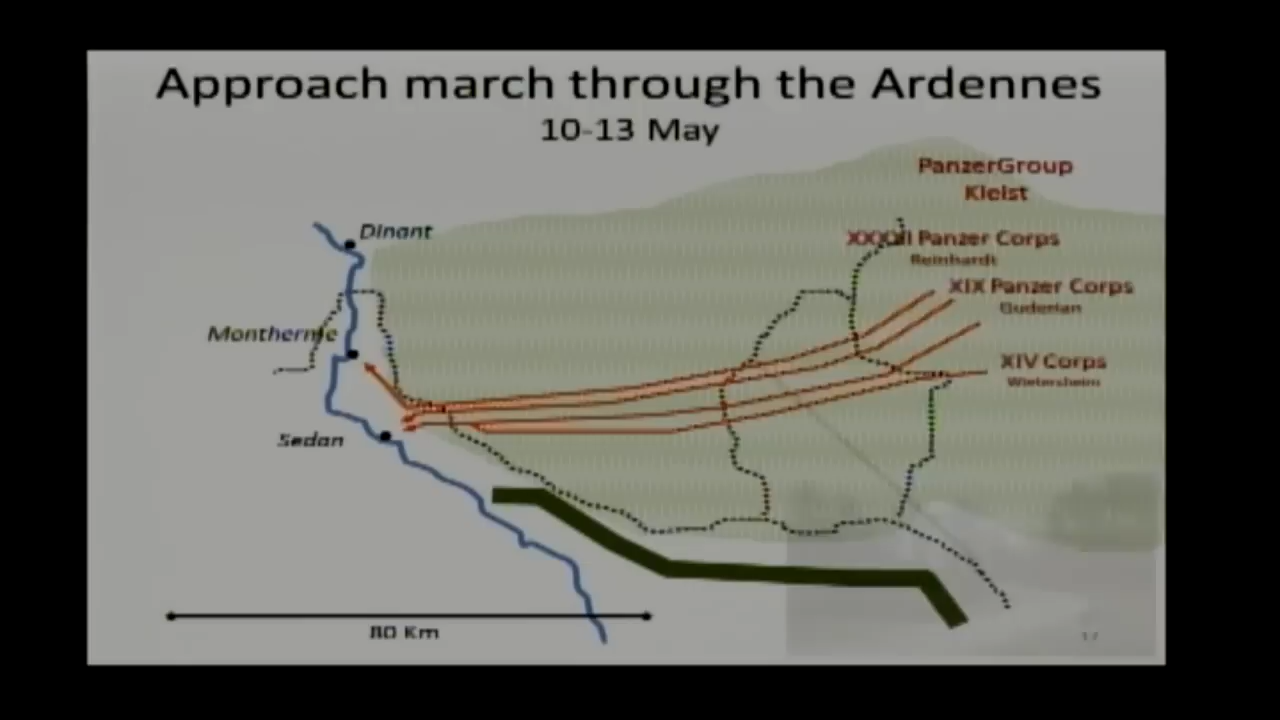 Approach march through the Ardennes
10-13 May
PanzerGroup
Kleist
Dinant
Panzer Corps
Reinhardt
XIX Panzer Corps
Guderian
Montherme
XIV Corps
Wietersheim
Sedan
80 Km
17